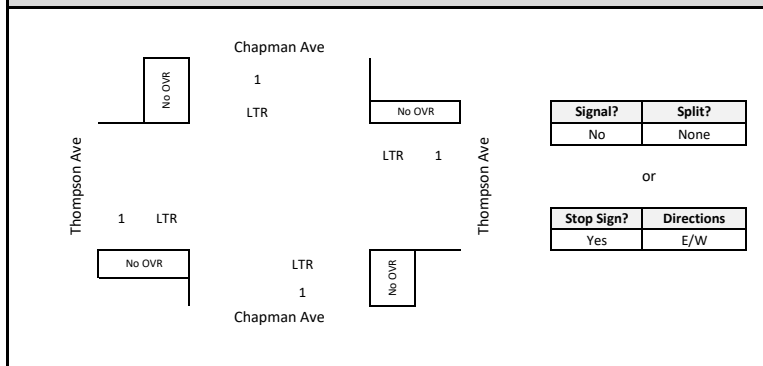 Chapman Ave
No OVR
1
LTR
No OVR
Signal? Split?
No None
Thompson Ave
LTR 1
Thompson Ave
or
1 LTR
Stop Sign? Directions
Yes E/W
No OVR
LTR
No OVR
1
Chapman Ave